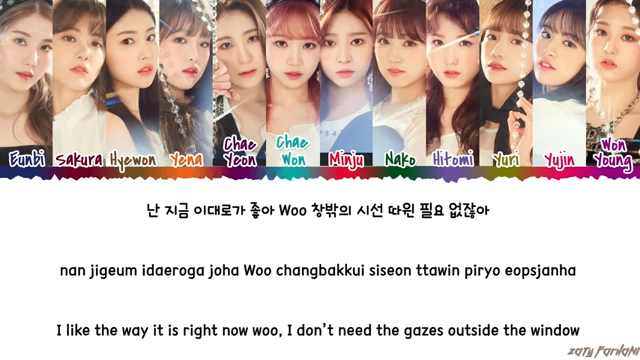 Eunbi
Sakura
Hyewon
Yena
Chae
Yeon
Chae
Won
Minju
Nako
Hitomi
Yuri
Yujin
Won
Young
난 지금 이대로가 좋아 Woo 창밖의 시선 따윈 필요 없잖아
nan jigeum idaeroga joha Woo changbakkui siseon ttawin piryo eopsjanha
I like the way it is right now woo, I don't need the gazes outside the window
ZaTy FarhaNi